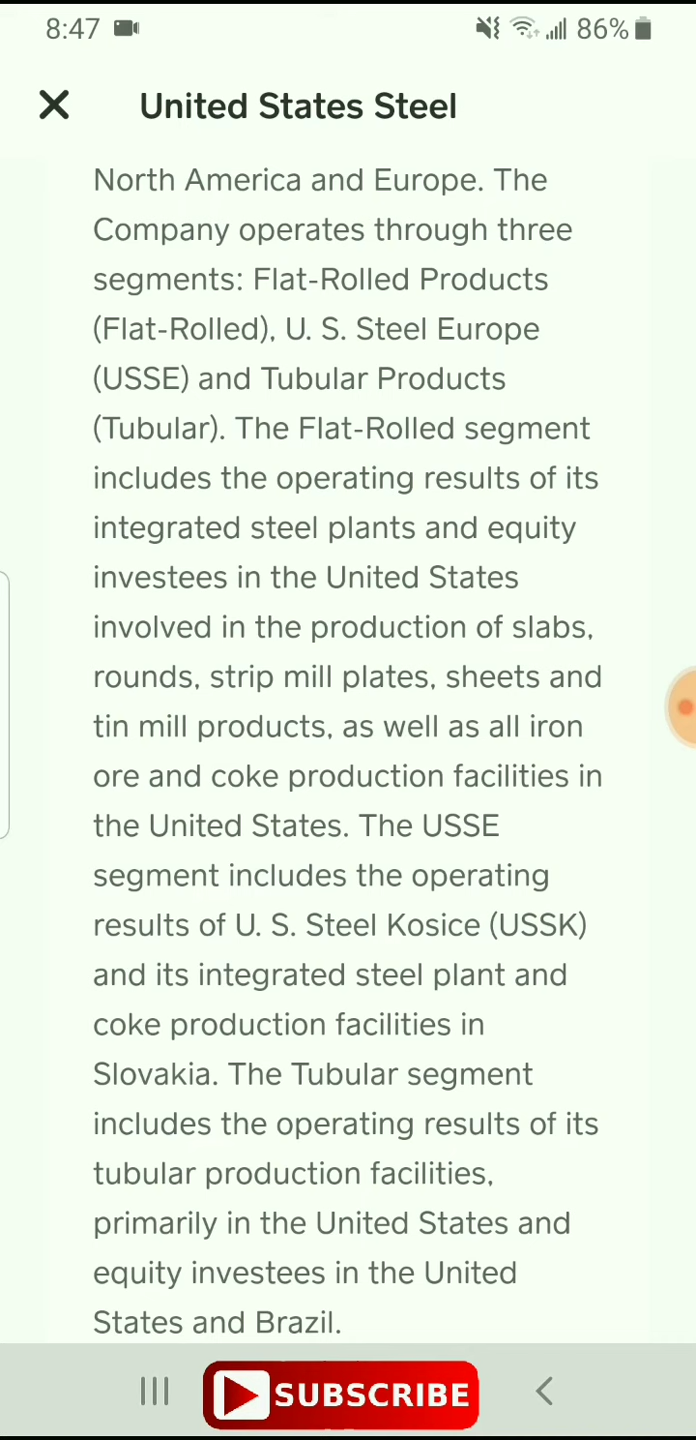 8:47 86%
United States Steel
North America and Europe. The
Company operates through three
segments: Flat-Rolled Products
(Flat-Rolled), U. S. Steel Europe
(USSE) and Tubular Products
(Tubular). The Flat-Rolled segment
includes the operating results of its
integrated steel plants and equity
investees in the United States
involved in the production of slabs,
rounds, strip mill plates, sheets and
tin mill products, as well as all iron
ore and coke production facilities in
the United States. The USSE
segment includes the operating
results of U. S. Steel Kosice (USSK)
and its integrated steel plant and
coke production facilities in
Slovakia. The Tubular segment
includes the operating results of its
tubular production facilities,
primarily in the United States and
equity investees in the United
States and Brazil.
SUBSCRIBE